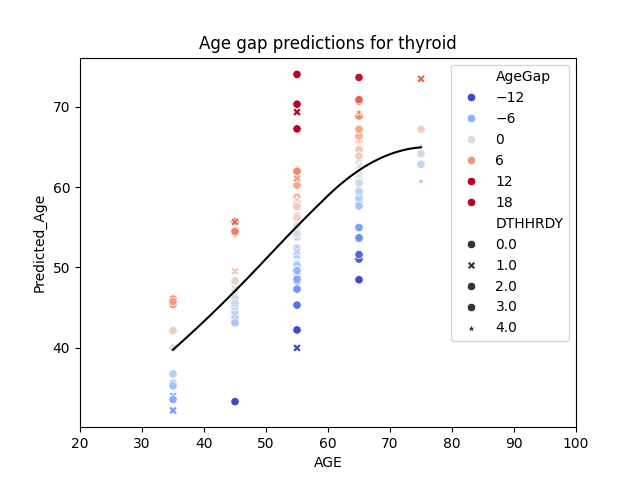 Age gap predictions for thyroid
Predicted_Age
70
60
50
40
20 30 40 50 60 70 80 90 100
AGE
AgeGap
−12
−6
0
6
12
18
DTHHRDY
0.0
1.0
2.0
3.0
4.0